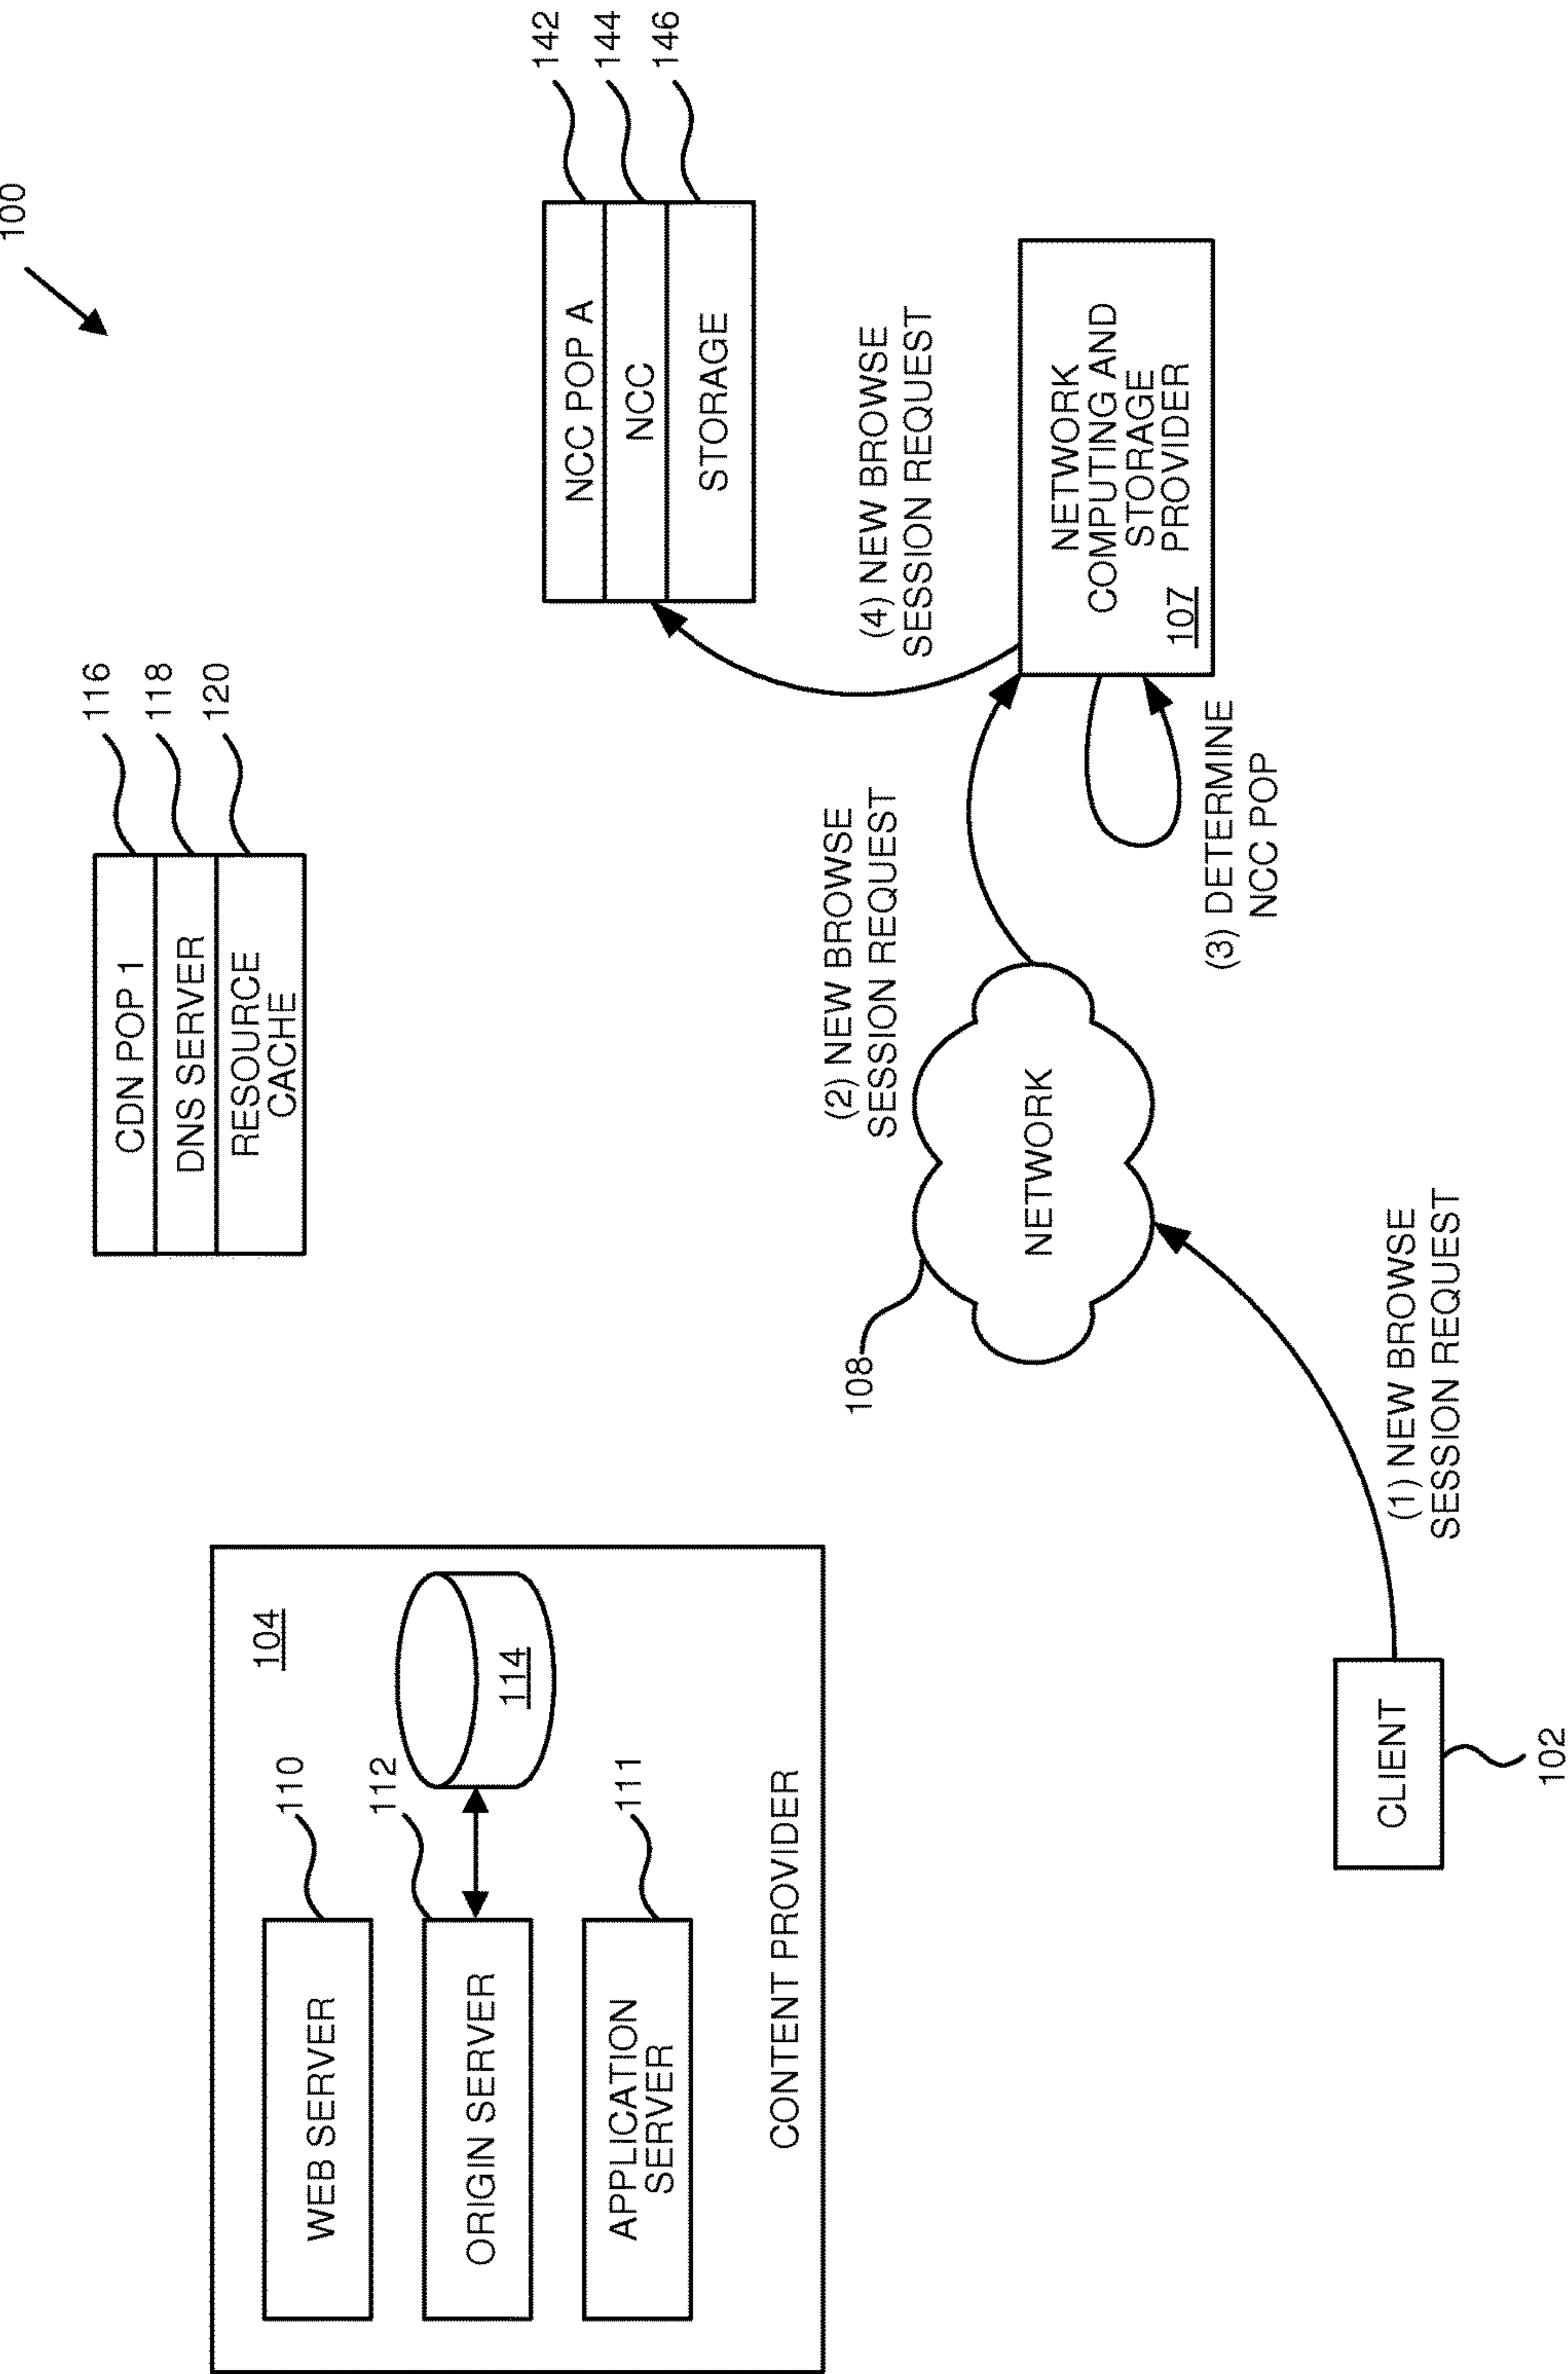 100
116
118
120
CDN POP 1
DNS SERVER
RESOURCE
CACHE
104
110
WEB SERVER
112
ORIGIN SERVER
114
111
APPLICATION
SERVER
CONTENT PROVIDER
142
144
146
NCC POP A
NCC
STORAGE
(4) NEW BROWSE
SESSION REQUEST
(2) NEW BROWSE
SESSION REQUEST
108
NETWORK
NETWORK
COMPUTING AND
STORAGE
PROVIDER
107
(3) DETERMINE
NCC POP
(1) NEW BROWSE
SESSION REQUEST
CLIENT
102